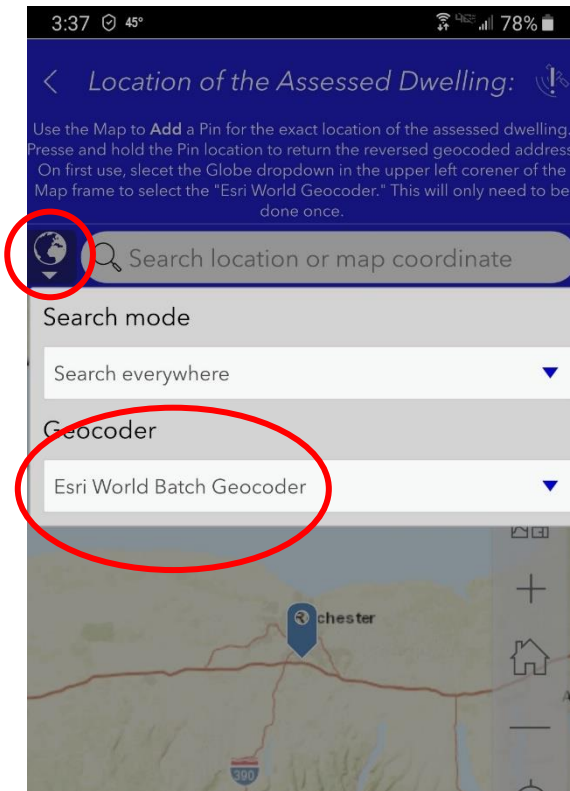 3:37 45° 78%
Location of the Assessed Dwelling:
Use the Map to Add a Pin for the exact location of the assessed dwelling.
Presse and hold the Pin location to return the reversed geocoded address
On first use, slecet the Globe dropdown in the upper left corener of the
Map frame to select the "Esri World Geocoder." This will only need to be
done once.
Search location or map coordinate
Search mode
Search everywhere
Geocoder
Esri World Batch Geocoder
chester
390